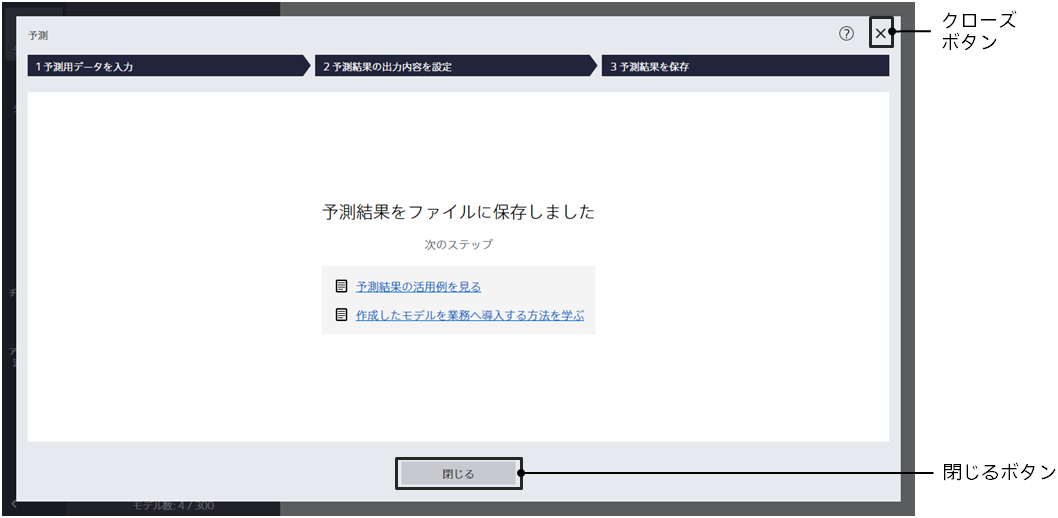 予測
?
クローズ
ボタン
1 予測用データを入力
2 予測結果の出力内容を設定
3 予測結果を保存
予測結果をファイルに保存しました
次のステップ
予測結果の活用例を見る
作成したモデルを業務へ導入する方法を学ぶ
閉じる
閉じるボタン
モデル数: 4 / 300